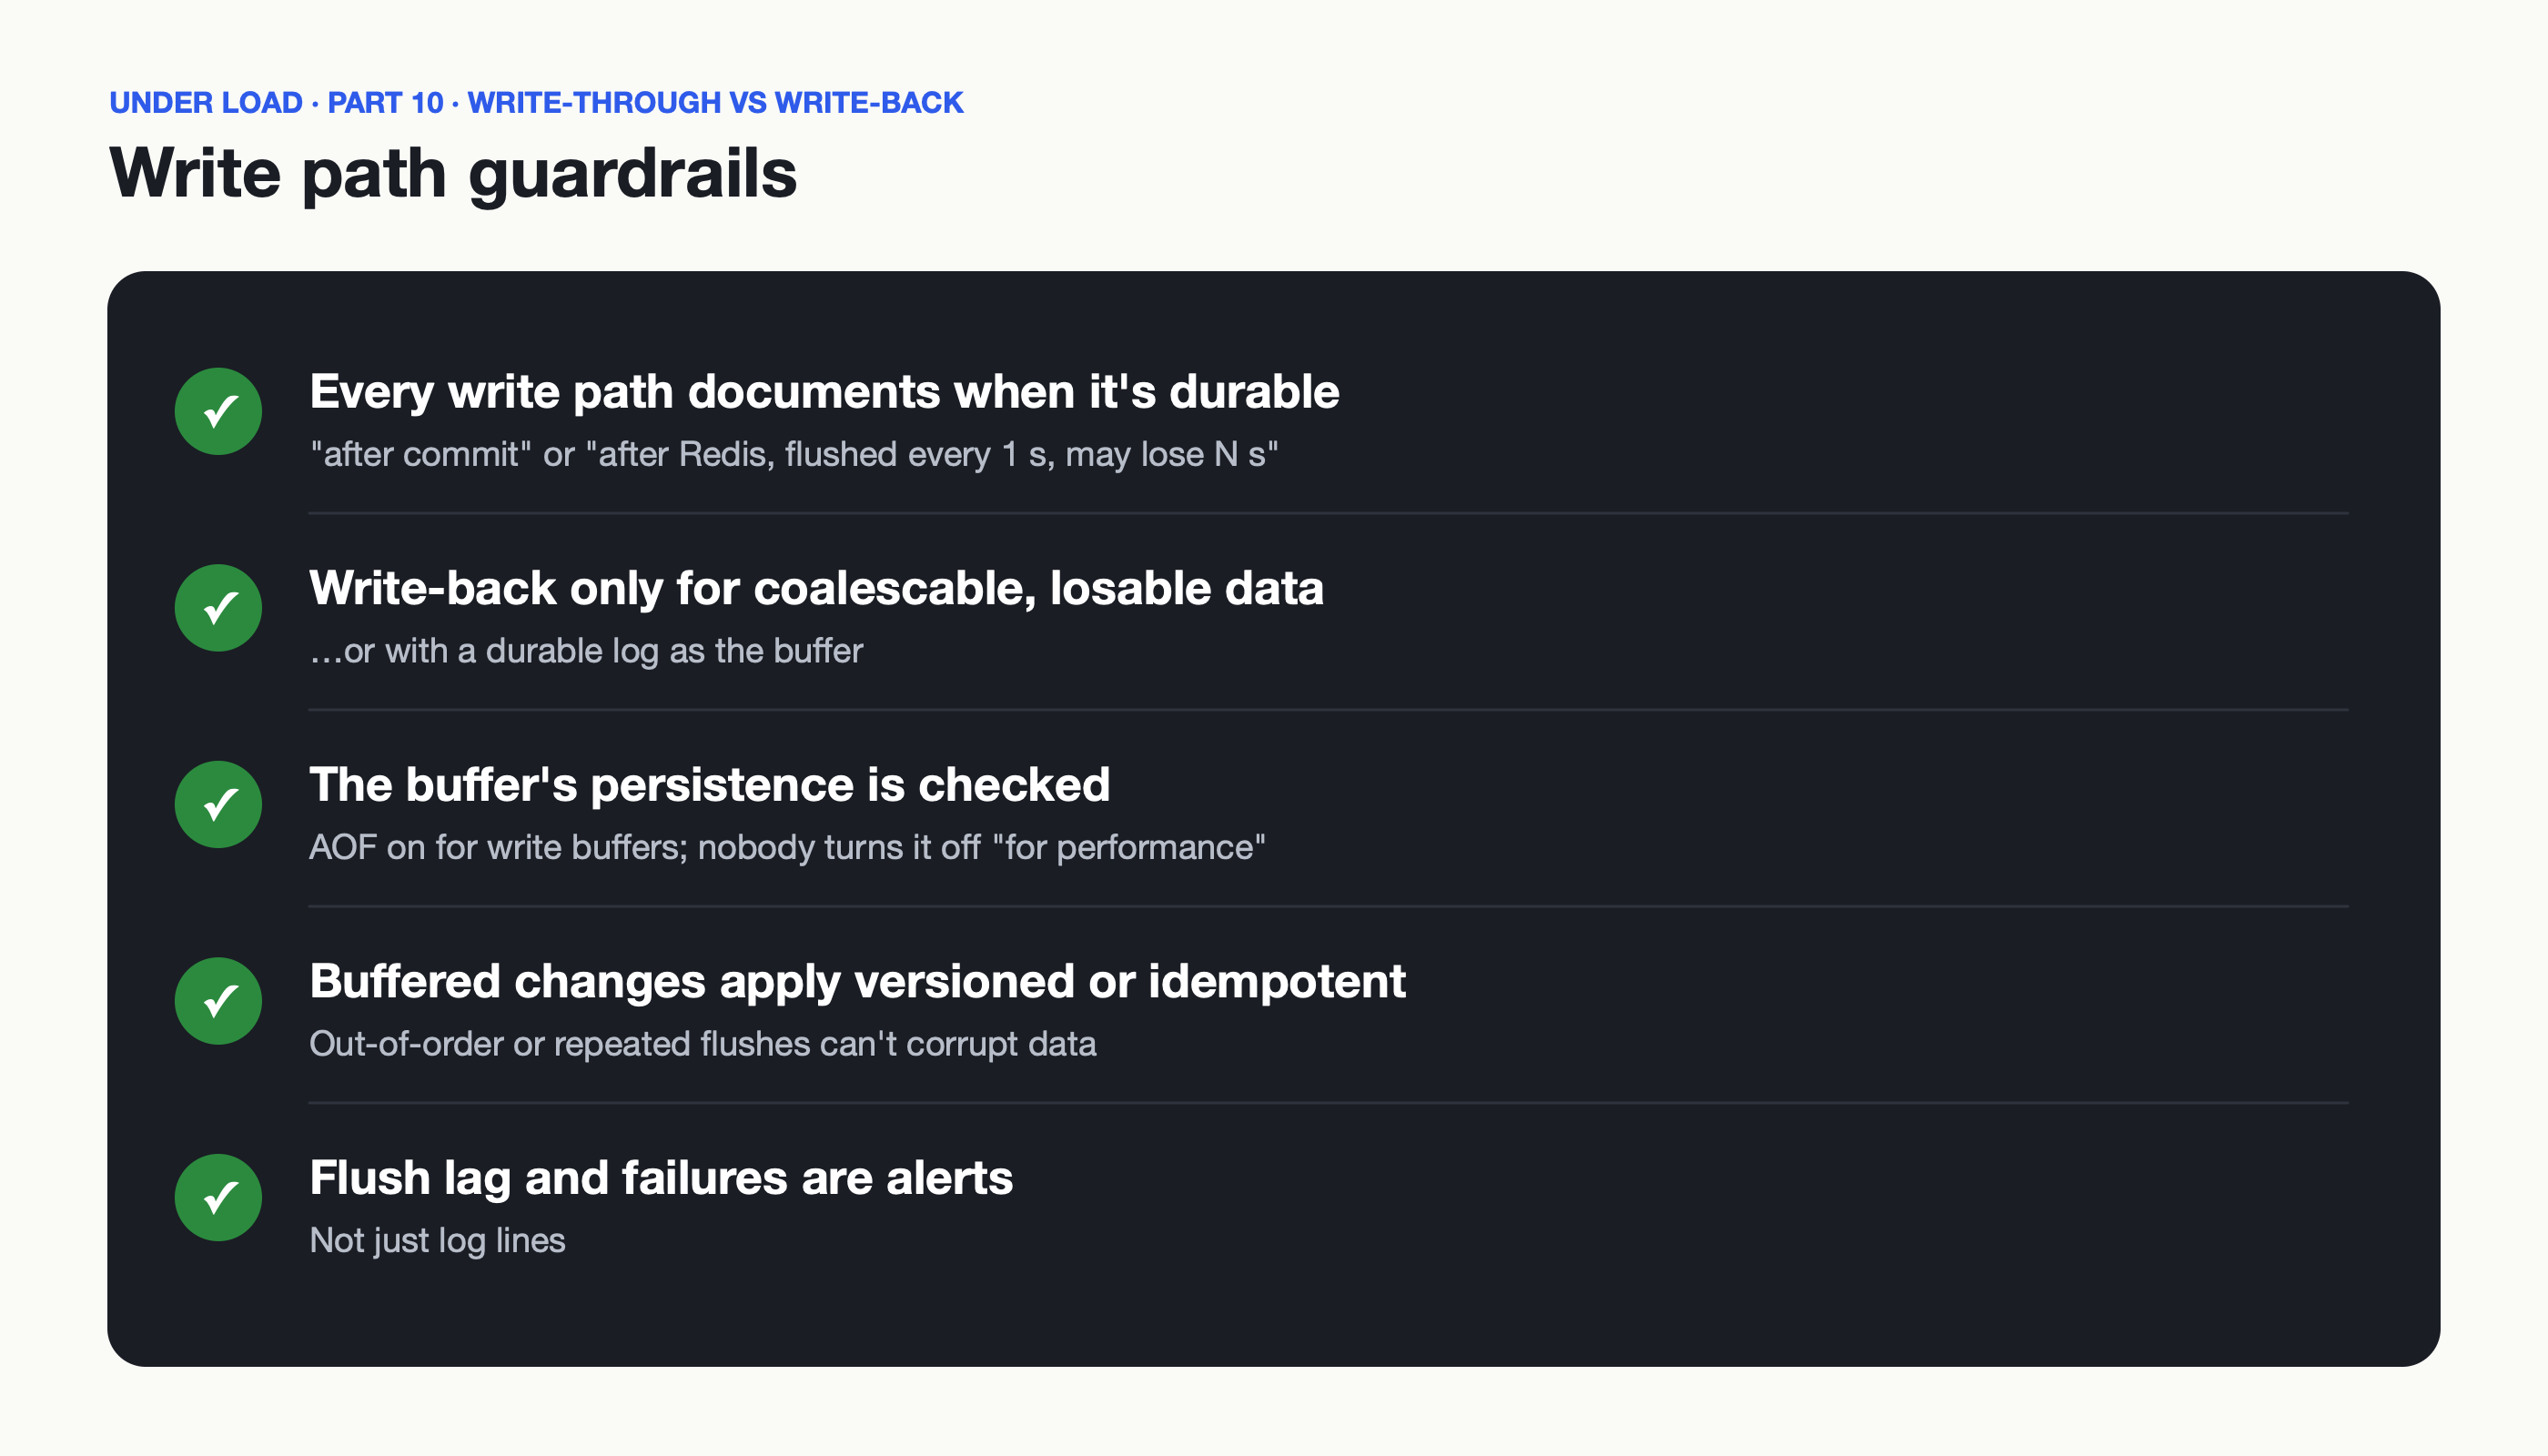 UNDER LOAD · PART 10 · WRITE-THROUGH VS WRITE-BACK
Write path guardrails
Every write path documents when it's durable
"after commit" or "after Redis, flushed every 1 s, may lose N s"
Write-back only for coalescable, losable data
…or with a durable log as the buffer
The buffer's persistence is checked
AOF on for write buffers; nobody turns it off "for performance"
Buffered changes apply versioned or idempotent
Out-of-order or repeated flushes can't corrupt data
Flush lag and failures are alerts
Not just log lines